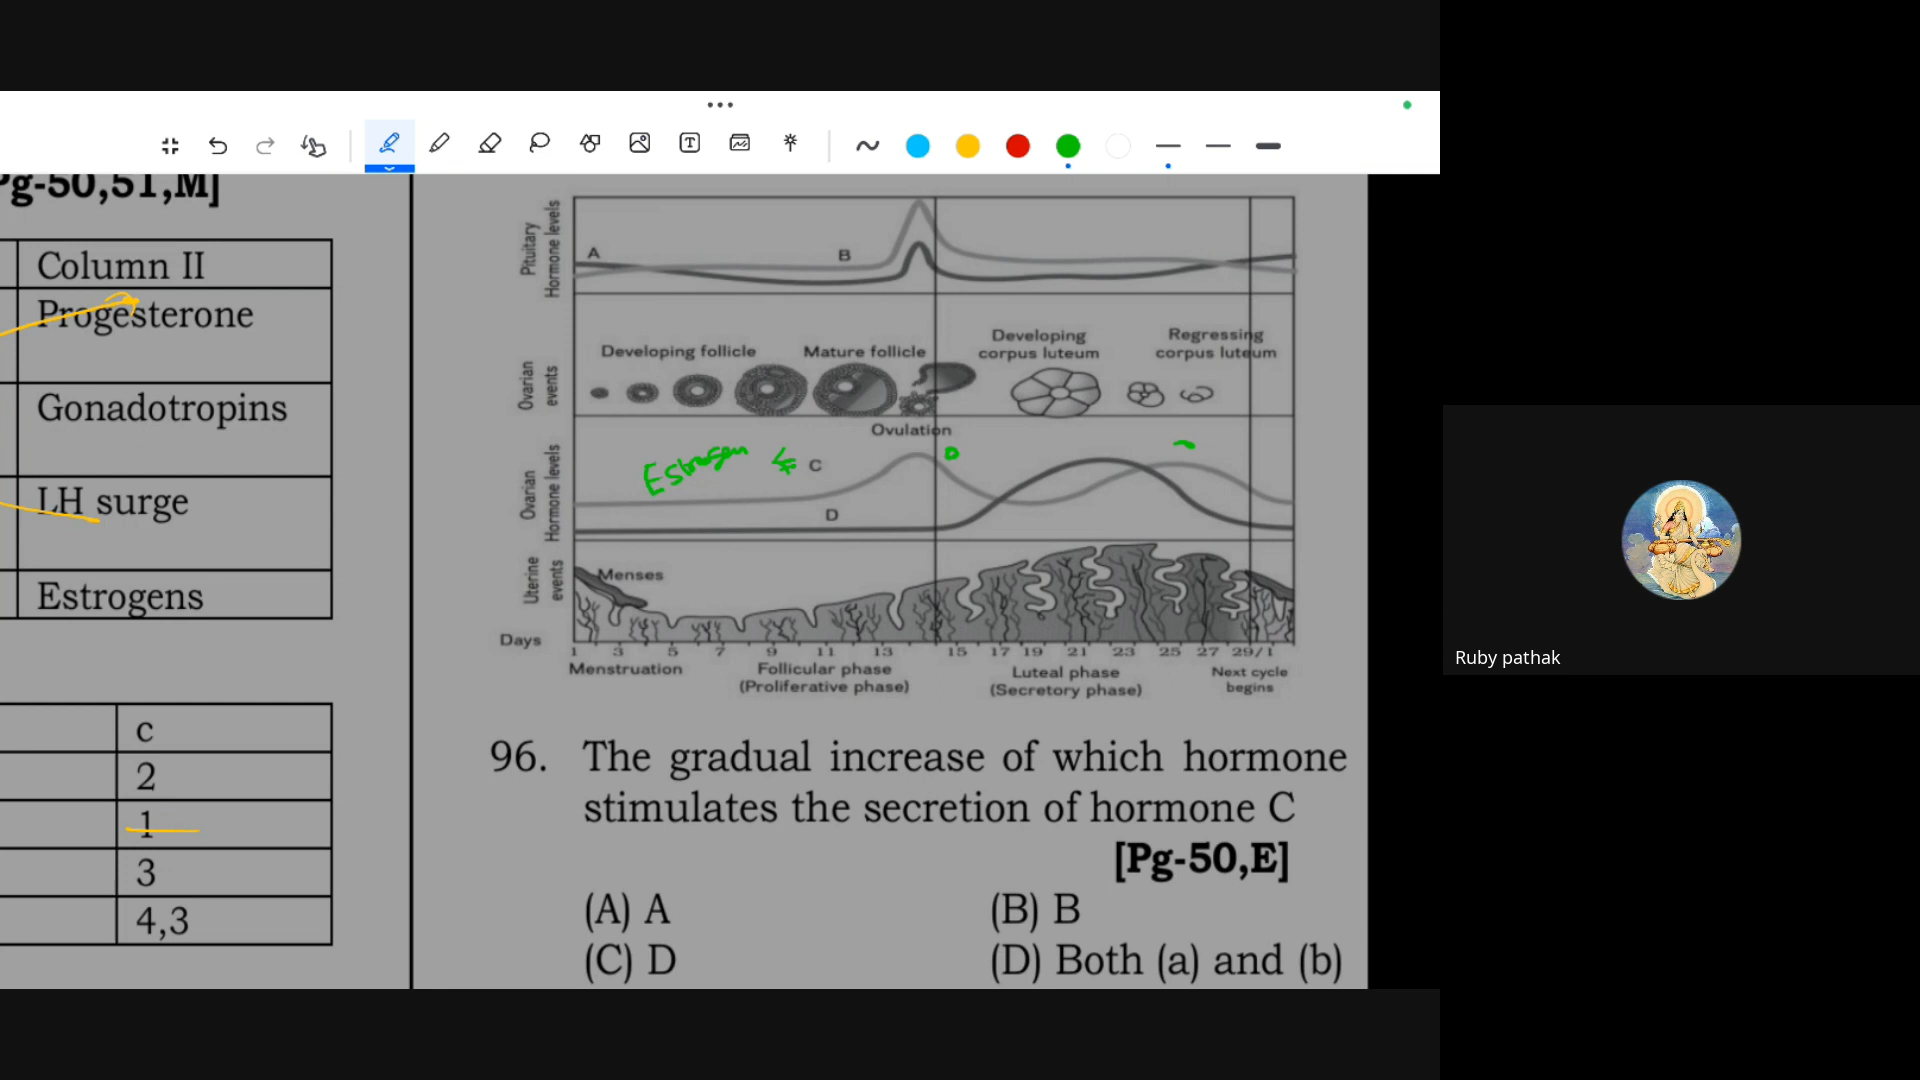 Pg-50,51,M]
Column II
Progesterone
Gonadotropins
LH surge
Estrogens
c
2
1
3
4,3
Pituitary
Hormone levels
A
B
Ovarian
events
Developing follicle
Mature follicle
Developing
corpus luteum
Regressing
corpus luteum
Ovulation
Ovarian
Hormone levels
Estrogen
C
D
Uterine
events
Menses
Days
1 3 5 7 9 11 13 15 17 19 21 23 25 27 29/1
Menstruation
Follicular phase
(Proliferative phase)
Luteal phase
(Secretory phase)
Next cycle
begins
96. The gradual increase of which hormone
stimulates the secretion of hormone C
[Pg-50,E]
(A) A
(B) B
(C) D
(D) Both (a) and (b)
Ruby pathak